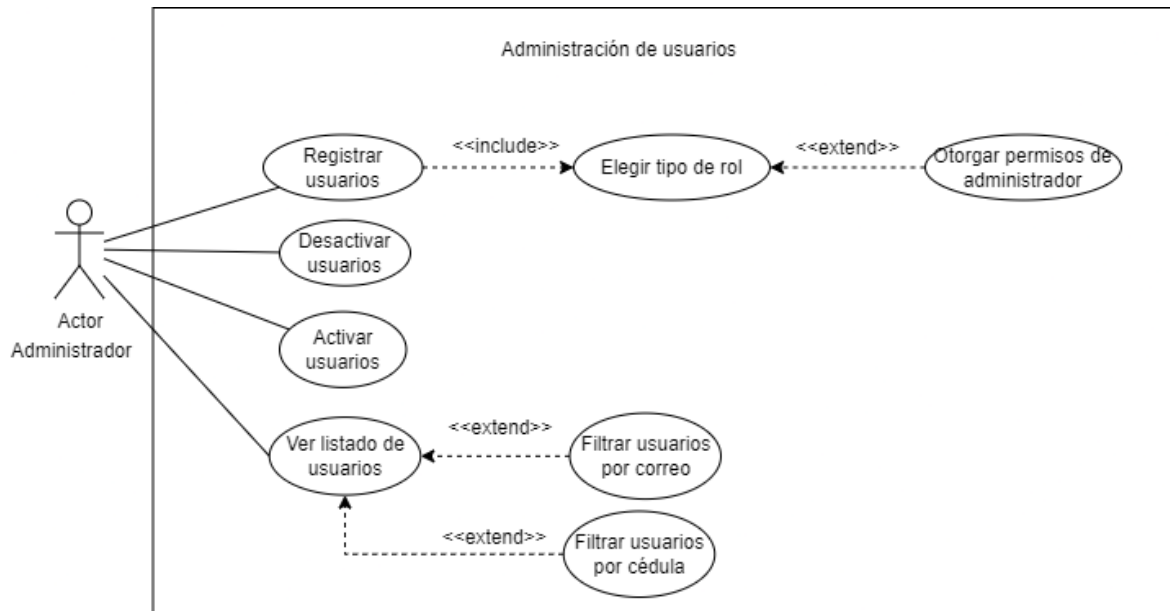 Administración de usuarios
Registrar
usuarios
<<include>>
Elegir tipo de rol
<<extend>>
Otorgar permisos de
administrador
Desactivar
usuarios
Actor
Administrador
Activar
usuarios
Ver listado de
usuarios
<<extend>>
Filtrar usuarios
por correo
<<extend>>
Filtrar usuarios
por cédula